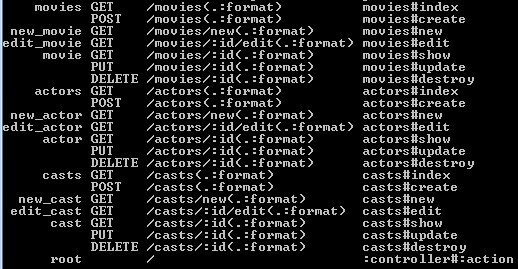 movies GET /movies(.:format) movies#index
POST /movies(.:format) movies#create
new_movie GET /movies/new(.:format) movies#new
edit_movie GET /movies/:id/edit(.:format) movies#edit
movie GET /movies/:id(.:format) movies#show
PUT /movies/:id(.:format) movies#update
DELETE /movies/:id(.:format) movies#destroy
actors GET /actors(.:format) actors#index
POST /actors(.:format) actors#create
new_actor GET /actors/new(.:format) actors#new
edit_actor GET /actors/:id/edit(.:format) actors#edit
actor GET /actors/:id(.:format) actors#show
PUT /actors/:id(.:format) actors#update
DELETE /actors/:id(.:format) actors#destroy
casts GET /casts(.:format) casts#index
POST /casts(.:format) casts#create
new_cast GET /casts/new(.:format) casts#new
edit_cast GET /casts/:id/edit(.:format) casts#edit
cast GET /casts/:id(.:format) casts#show
PUT /casts/:id(.:format) casts#update
DELETE /casts/:id(.:format) casts#destroy
root / :controller#:action